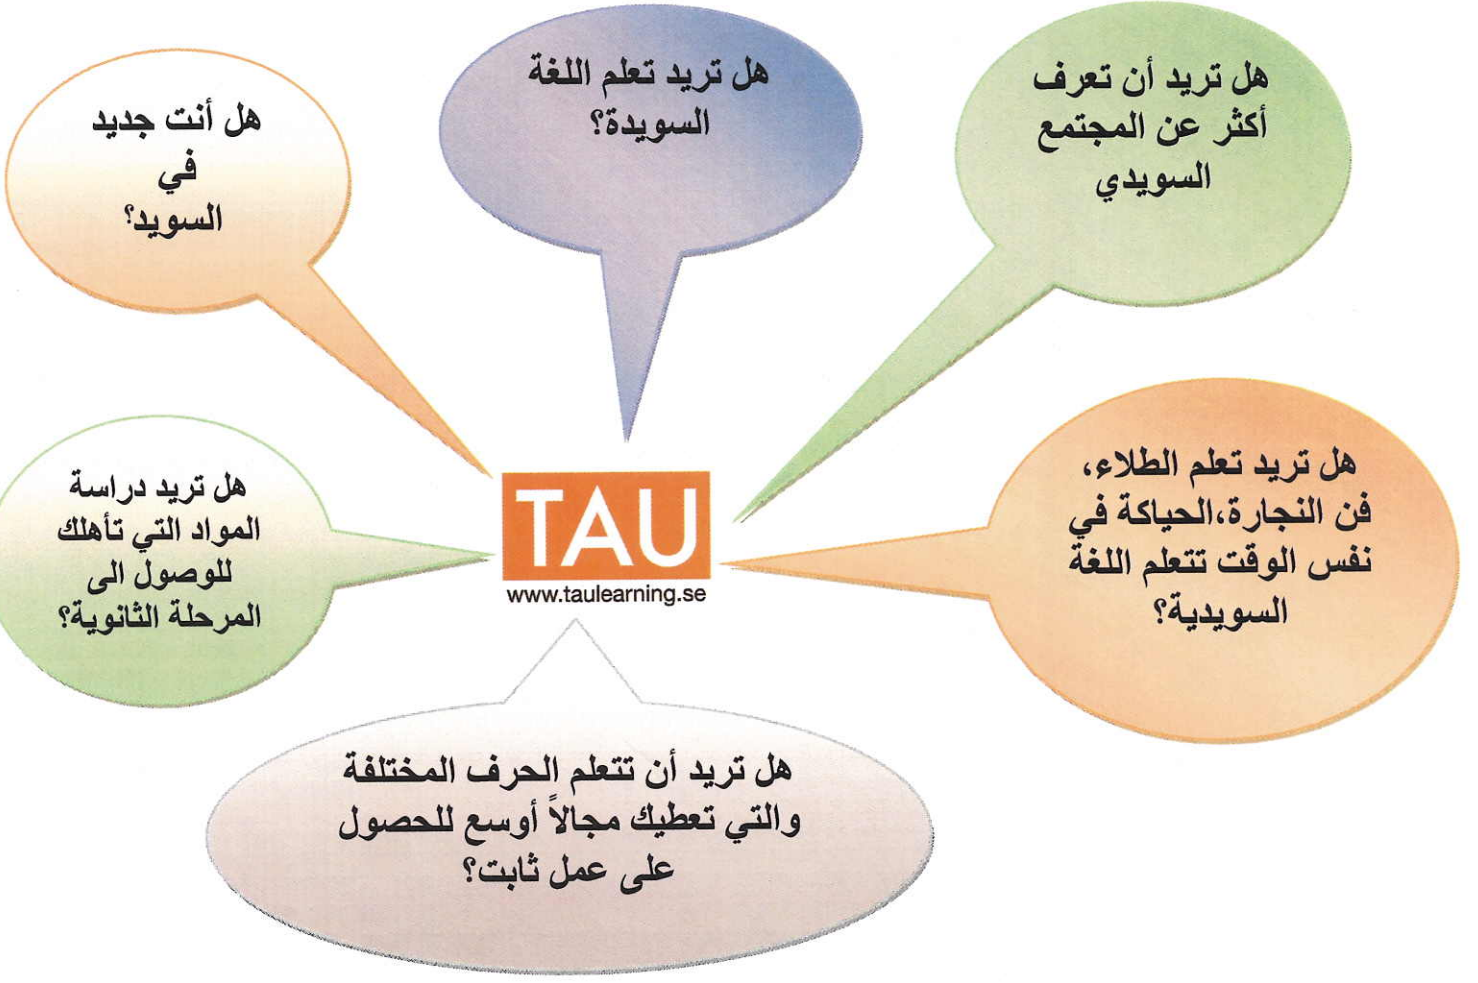 هل تريد أن تعرف
أكثر عن المجتمع
السويدي
هل تريد تعلم اللغة
السويدة؟
هل أنت جديد
في
السويد؟
هل تريد تعلم الطلاء،
فن النجارة،الحياكة في
نفس الوقت تتعلم اللغة
السويدية؟
TAU
www.taulearning.se
هل تريد دراسة
المواد التي تأهلك
للوصول الى
المرحلة الثانوية؟
هل تريد أن تتعلم الحرف المختلفة
والتي تعطيك مجالاً أوسع للحصول
على عمل ثابت؟